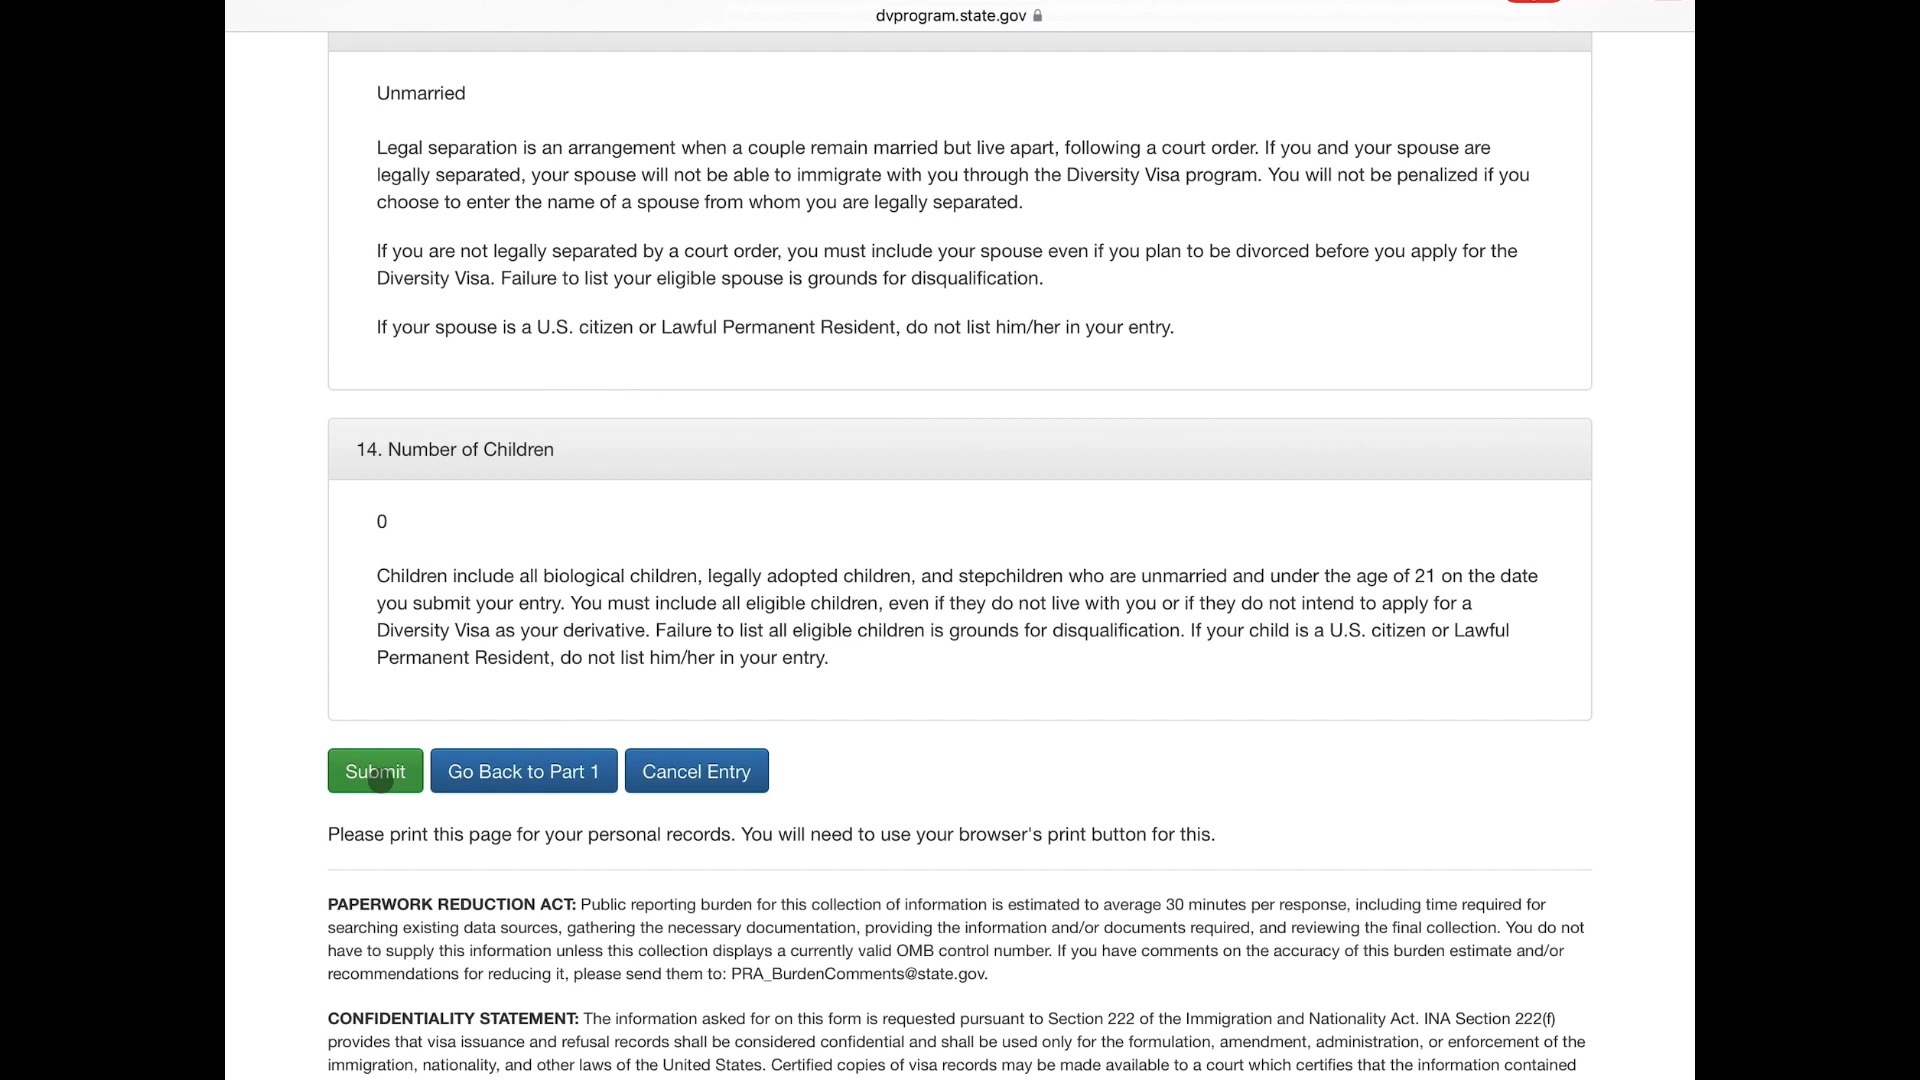 dvprogram.state.gov
Unmarried
Legal separation is an arrangement when a couple remain married but live apart, following a court order. If you and your spouse are
legally separated, your spouse will not be able to immigrate with you through the Diversity Visa program. You will not be penalized if you
choose to enter the name of a spouse from whom you are legally separated.
If you are not legally separated by a court order, you must include your spouse even if you plan to be divorced before you apply for the
Diversity Visa. Failure to list your eligible spouse is grounds for disqualification.
If your spouse is a U.S. citizen or Lawful Permanent Resident, do not list him/her in your entry.
14. Number of Children
0
Children include all biological children, legally adopted children, and stepchildren who are unmarried and under the age of 21 on the date
you submit your entry. You must include all eligible children, even if they do not live with you or if they do not intend to apply for a
Diversity Visa as your derivative. Failure to list all eligible children is grounds for disqualification. If your child is a U.S. citizen or Lawful
Permanent Resident, do not list him/her in your entry.
Submit Go Back to Part 1 Cancel Entry
Please print this page for your personal records. You will need to use your browser's print button for this.
PAPERWORK REDUCTION ACT: Public reporting burden for this collection of information is estimated to average 30 minutes per response, including time required for
searching existing data sources, gathering the necessary documentation, providing the information and/or documents required, and reviewing the final collection. You do not
have to supply this information unless this collection displays a currently valid OMB control number. If you have comments on the accuracy of this burden estimate and/or
recommendations for reducing it, please send them to: PRA_BurdenComments@state.gov.
CONFIDENTIALITY STATEMENT: The information asked for on this form is requested pursuant to Section 222 of the Immigration and Nationality Act. INA Section 222(f)
provides that visa issuance and refusal records shall be considered confidential and shall be used only for the formulation, amendment, administration, or enforcement of the
immigration, nationality, and other laws of the United States. Certified copies of visa records may be made available to a court which certifies that the information contained